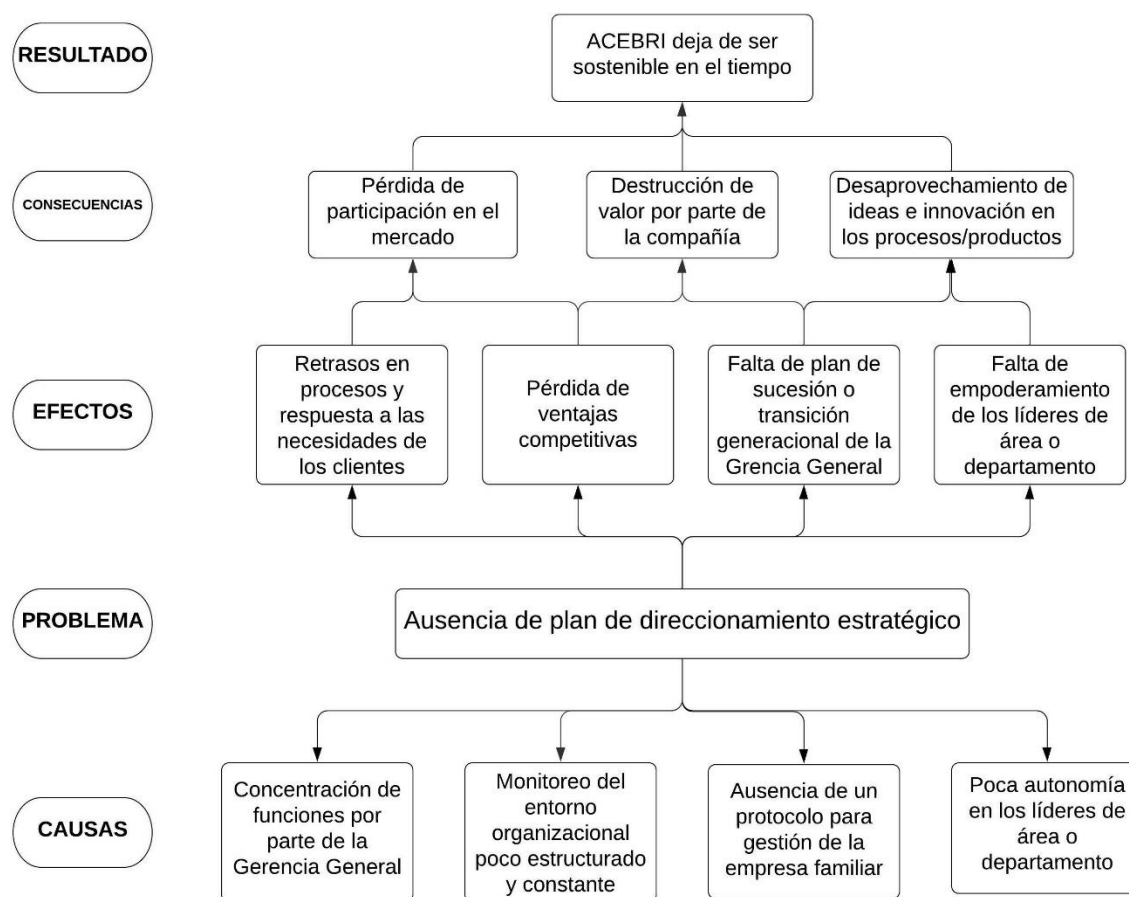 RESULTADO
ACEBRI deja de ser
sostenible en el tiempo
CONSECUENCIAS
Pérdida de
participación en el
mercado
Destrucción de
valor por parte de
la compañía
Desaprovechamiento de
ideas e innovación en
los procesos/productos
EFECTOS
Retrasos en
procesos y
respuesta a las
necesidades de
los clientes
Pérdida de
ventajas
competitivas
Falta de plan de
sucesión o
transición
generacional de la
Grencia General
Falta de
empoderamiento
de los líderes de
área o
departamento
PROBLEMA
Ausencia de plan de direccionamiento estratégico
CAUSAS
Concentración de
funciones por
parte de la
Gerencia General
Monitoreo del
entorno
organizacional
poco estructurado
y constante
Ausencia de un
protocolo para
gestión de la
empresa familiar
Poca autonomía
en los líderes de
área o
departamento